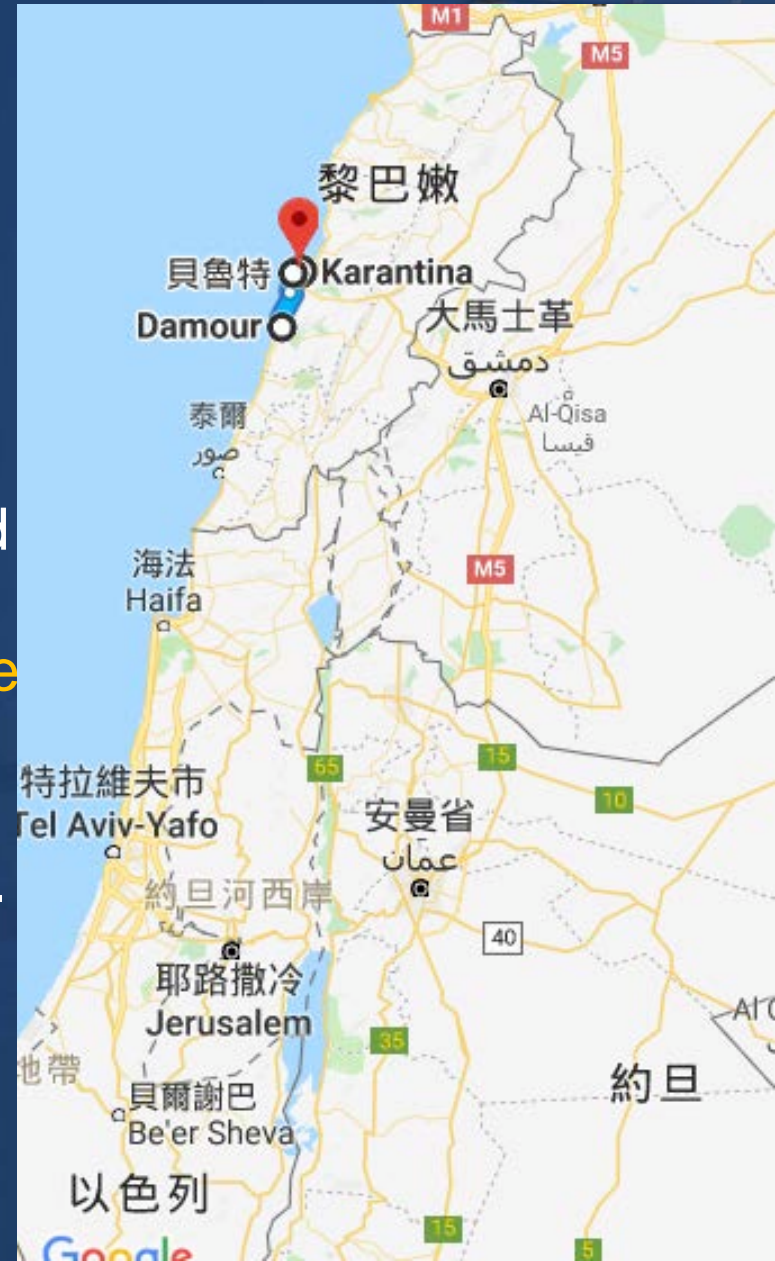 M1
M5
黎巴嫩
貝魯特
Karantina
Damour
大馬士革
دمشق
Al-Qisa
قيسا
泰爾
صور
海法
Haifa
M5
特拉維夫市
Tel Aviv-Yafo
65
15
10
安曼省
عمان
約旦河西岸
40
耶路撒冷
Jerusalem
35
地帶
約旦
貝爾謝巴
Be'er Sheva
以色列
15
5
Google